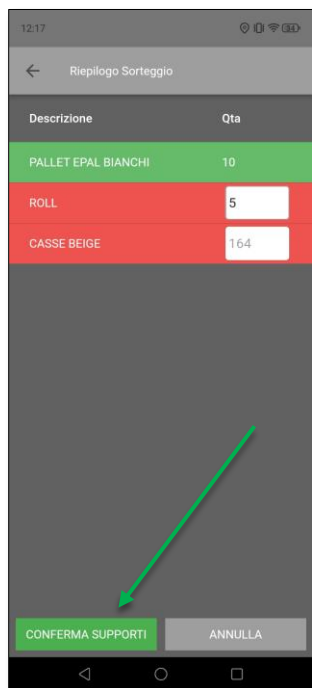 12:17
Riepilogo Sorteggio
Descrizione Qta
PALLET EPAL BIANCHI 10
ROLL 5
CASSE BEIGE 164
CONFERMA SUPPORTI ANNULLA